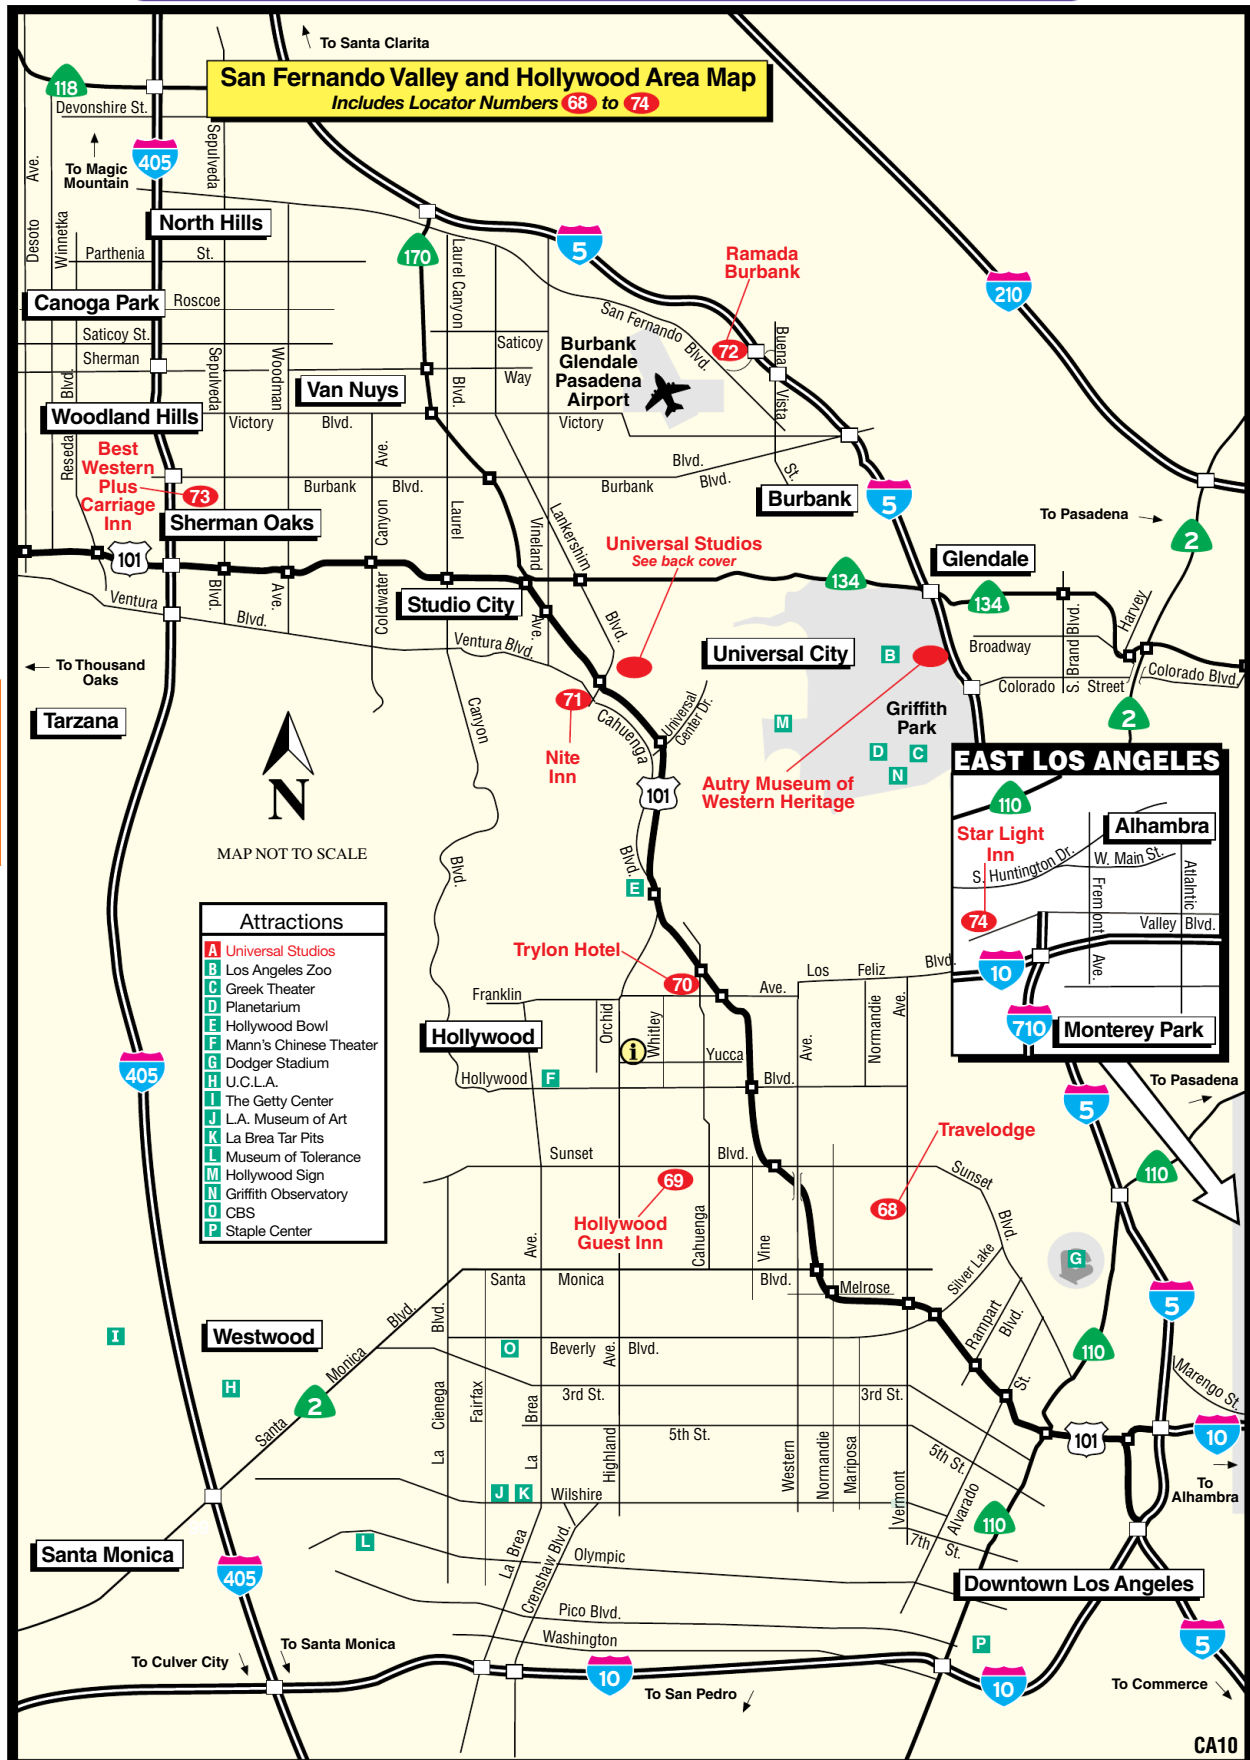 To Santa Clarita
San Fernando Valley and Hollywood Area Map
Includes Locator Numbers 68 to 74
118
Devonshire St.
405
Sepulveda
To Magic
Mountain
Ave.
Desoto
Winnetka
North Hills
Parthenia St.
170
Laurel Canyon
5
210
Ramada
Burbank
Canoga Park
Roscoe
Saticoy St.
Sherman
San Fernando Blvd.
72
Buena
Vista
St.
Saticoy
Way
Burbank
Glendale
Pasadena
Airport
Blvd.
Sepulveda
Woodman
Van Nuys
Blvd.
Woodland Hills
Victory Blvd.
Victory
Blvd.
Reseda
Best
Western
Plus
Carriage
Inn
73
Ave.
Burbank Blvd.
Burbank
Blvd.
Burbank
5
Sherman Oaks
Canyon
Coldwater
Laurel
Vineland
Ave.
Lankershim
Blvd.
To Pasadena
2
101
Universal Studios
See back cover
134
Glendale
134
Ventura
Blvd.
Blvd.
Ave.
Studio City
Ventura Blvd.
S. Brand Blvd.
Harvey
Broadway
Colorado Street
Colorado Blvd.
To Thousand
Oaks
Universal City
B
Tarzana
Canyon
71
Nite
Inn
Cahuenga
Universal
Center Dr.
M
Griffith
Park
D
C
N
2
Autry Museum of
Western Heritage
N
MAP NOT TO SCALE
101
Blvd.
Blvd.
E
EAST LOS ANGELES
110
Alhambra
Star Light
Inn
S. Huntington Dr.
W. Main St.
Atlaintic
Fremont
Ave.
74
Valley Blvd.
10
710
Monterey Park
Attractions
A Universal Studios
B Los Angeles Zoo
C Greek Theater
D Planetarium
E Hollywood Bowl
F Mann's Chinese Theater
G Dodger Stadium
H U.C.L.A.
I The Getty Center
J L.A. Museum of Art
K La Brea Tar Pits
L Museum of Tolerance
M Hollywood Sign
N Griffith Observatory
O CBS
P Staple Center
Trylon Hotel
70
Los Feliz
Blvd.
Franklin
Ave.
Orchid
Whitley
i
Hollywood
Yucca
Ave.
Normandie
Ave.
Hollywood
F
Blvd.
405
5
To Pasadena
Travelodge
110
Sunset
Blvd.
Sunset
Blvd.
69
68
Hollywood
Guest Inn
Ave.
Cahuenga
Vine
G
Santa Monica
Blvd.
Melrose
Silver Lake
5
Blvd.
Blvd.
Rampart
Blvd.
110
I
Westwood
Monica
O
Beverly
Ave.
Blvd.
H
2
Santa
3rd St.
3rd St.
St.
Marengo St.
Cienega
La
Fairfax
Brea
La
Highland
5th St.
5th St.
Western
Normandie
Mariposa
Vermont
101
10
To
Alhambra
J
K
Wilshire
Alvarado
110
7th
St.
Santa Monica
L
La Brea
Crenshaw Blvd.
Olympic
405
Downtown Los Angeles
Pico Blvd.
Washington
P
5
To Santa Monica
To Culver City
10
To San Pedro
10
To Commerce
CA10